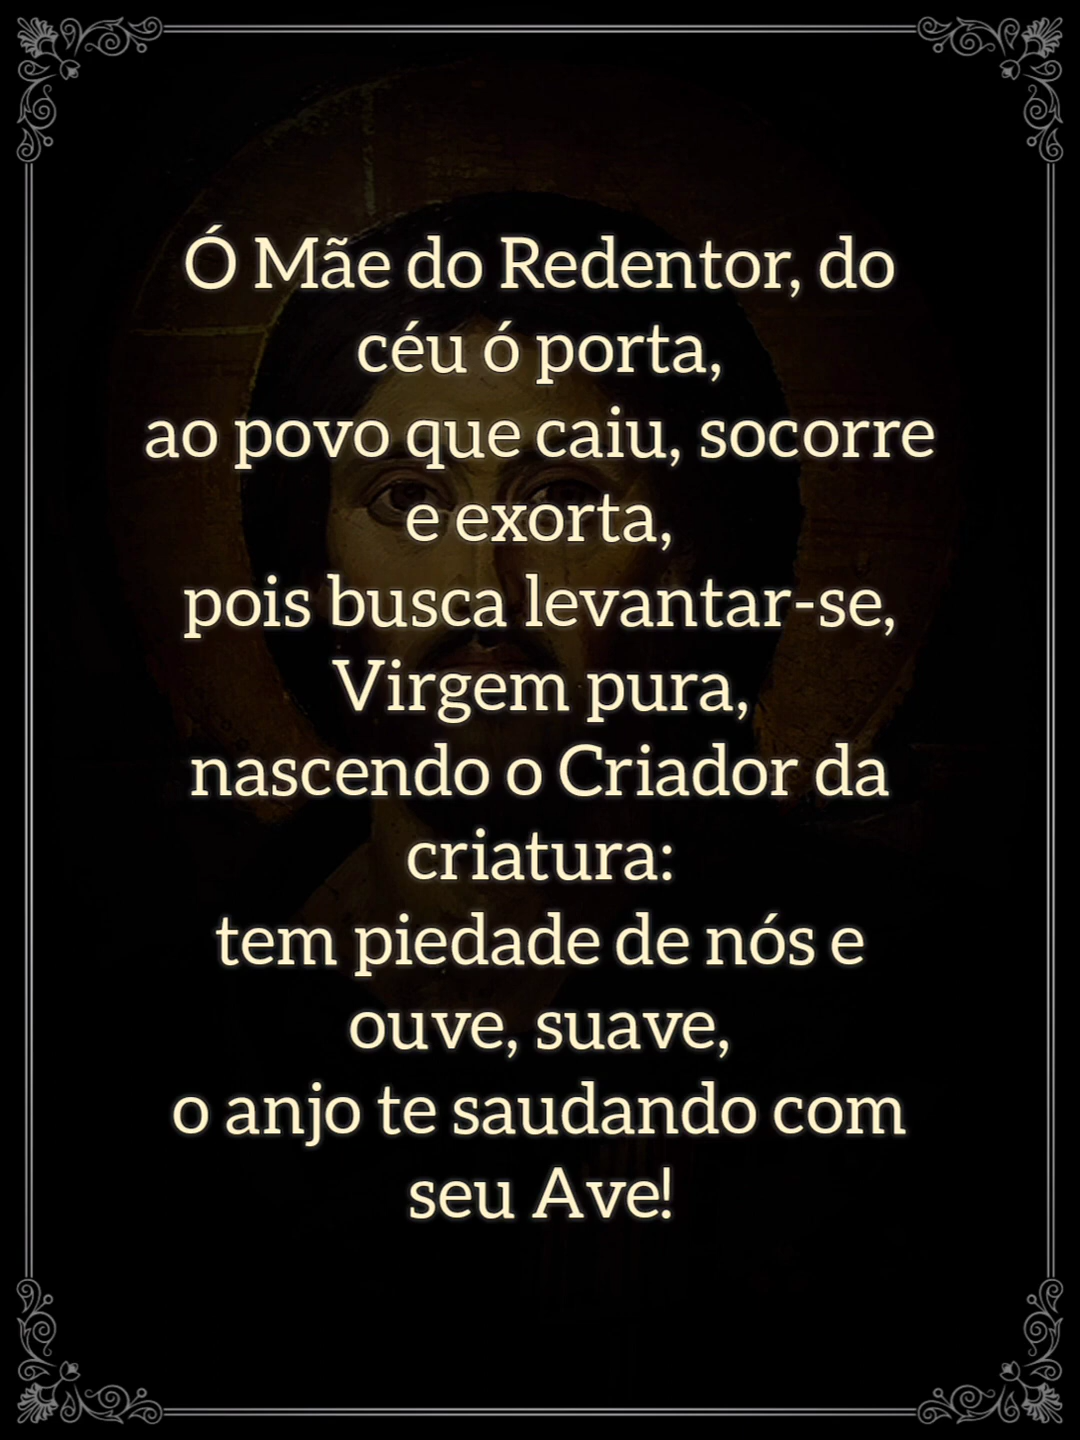 Ó Mãe do Redentor, do
céu ó porta,
ao povo que caiu, socorre
e exorta,
pois busca levantar-se,
Virgem pura,
nascendo o Criador da
criatura:
tem piedade de nós e
ouve, suave,
o anjo te saudando com
seu Ave!